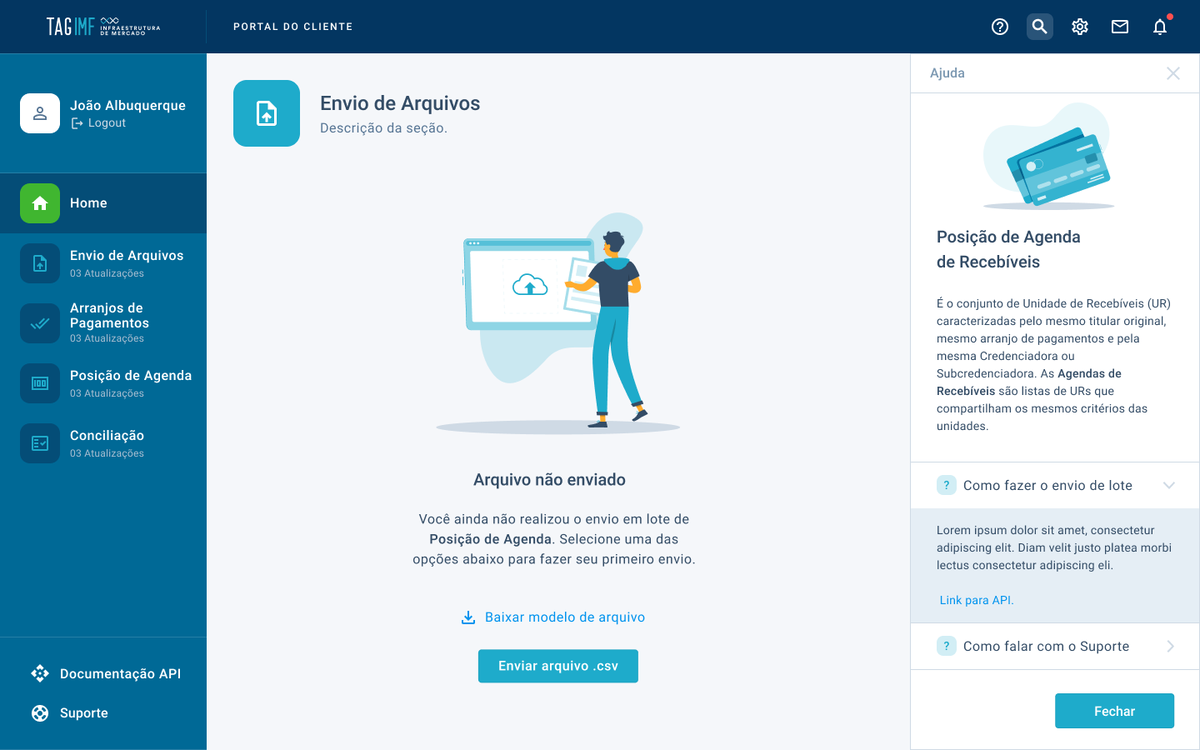 TAG IMF INFRAESTRUTURA
DE MERCADO
PORTAL DO CLIENTE
João Albuquerque
Logout
Home
Envio de Arquivos
03 Atualizações
Arranjos de
Pagamentos
03 Atualizações
Posição de Agenda
03 Atualizações
Conciliação
03 Atualizações
Documentação API
Suporte
Envio de Arquivos
Descrição da seção.
Arquivo não enviado
Você ainda não realizou o envio em lote de
Posição de Agenda. Selecione uma das
opções abaixo para fazer seu primeiro envio.
Baixar modelo de arquivo
Enviar arquivo .csv
Ajuda
Posição de Agenda
de Recebíveis
É o conjunto de Unidade de Recebíveis (UR)
caracterizadas pelo mesmo titular original,
mesmo arranjo de pagamentos e pela
mesma Credenciadora ou
Subcredenciadora. As Agendas de
Recebíveis são listas de URs que
compartilham os mesmos critérios das
unidades.
? Como fazer o envio de lote
Lorem ipsum dolor sit amet, consectetur
adipiscing elit. Diam velit justo platea morbi
lectus consectetur adipiscing eli.
Link para API.
? Como falar com o Suporte
Fechar